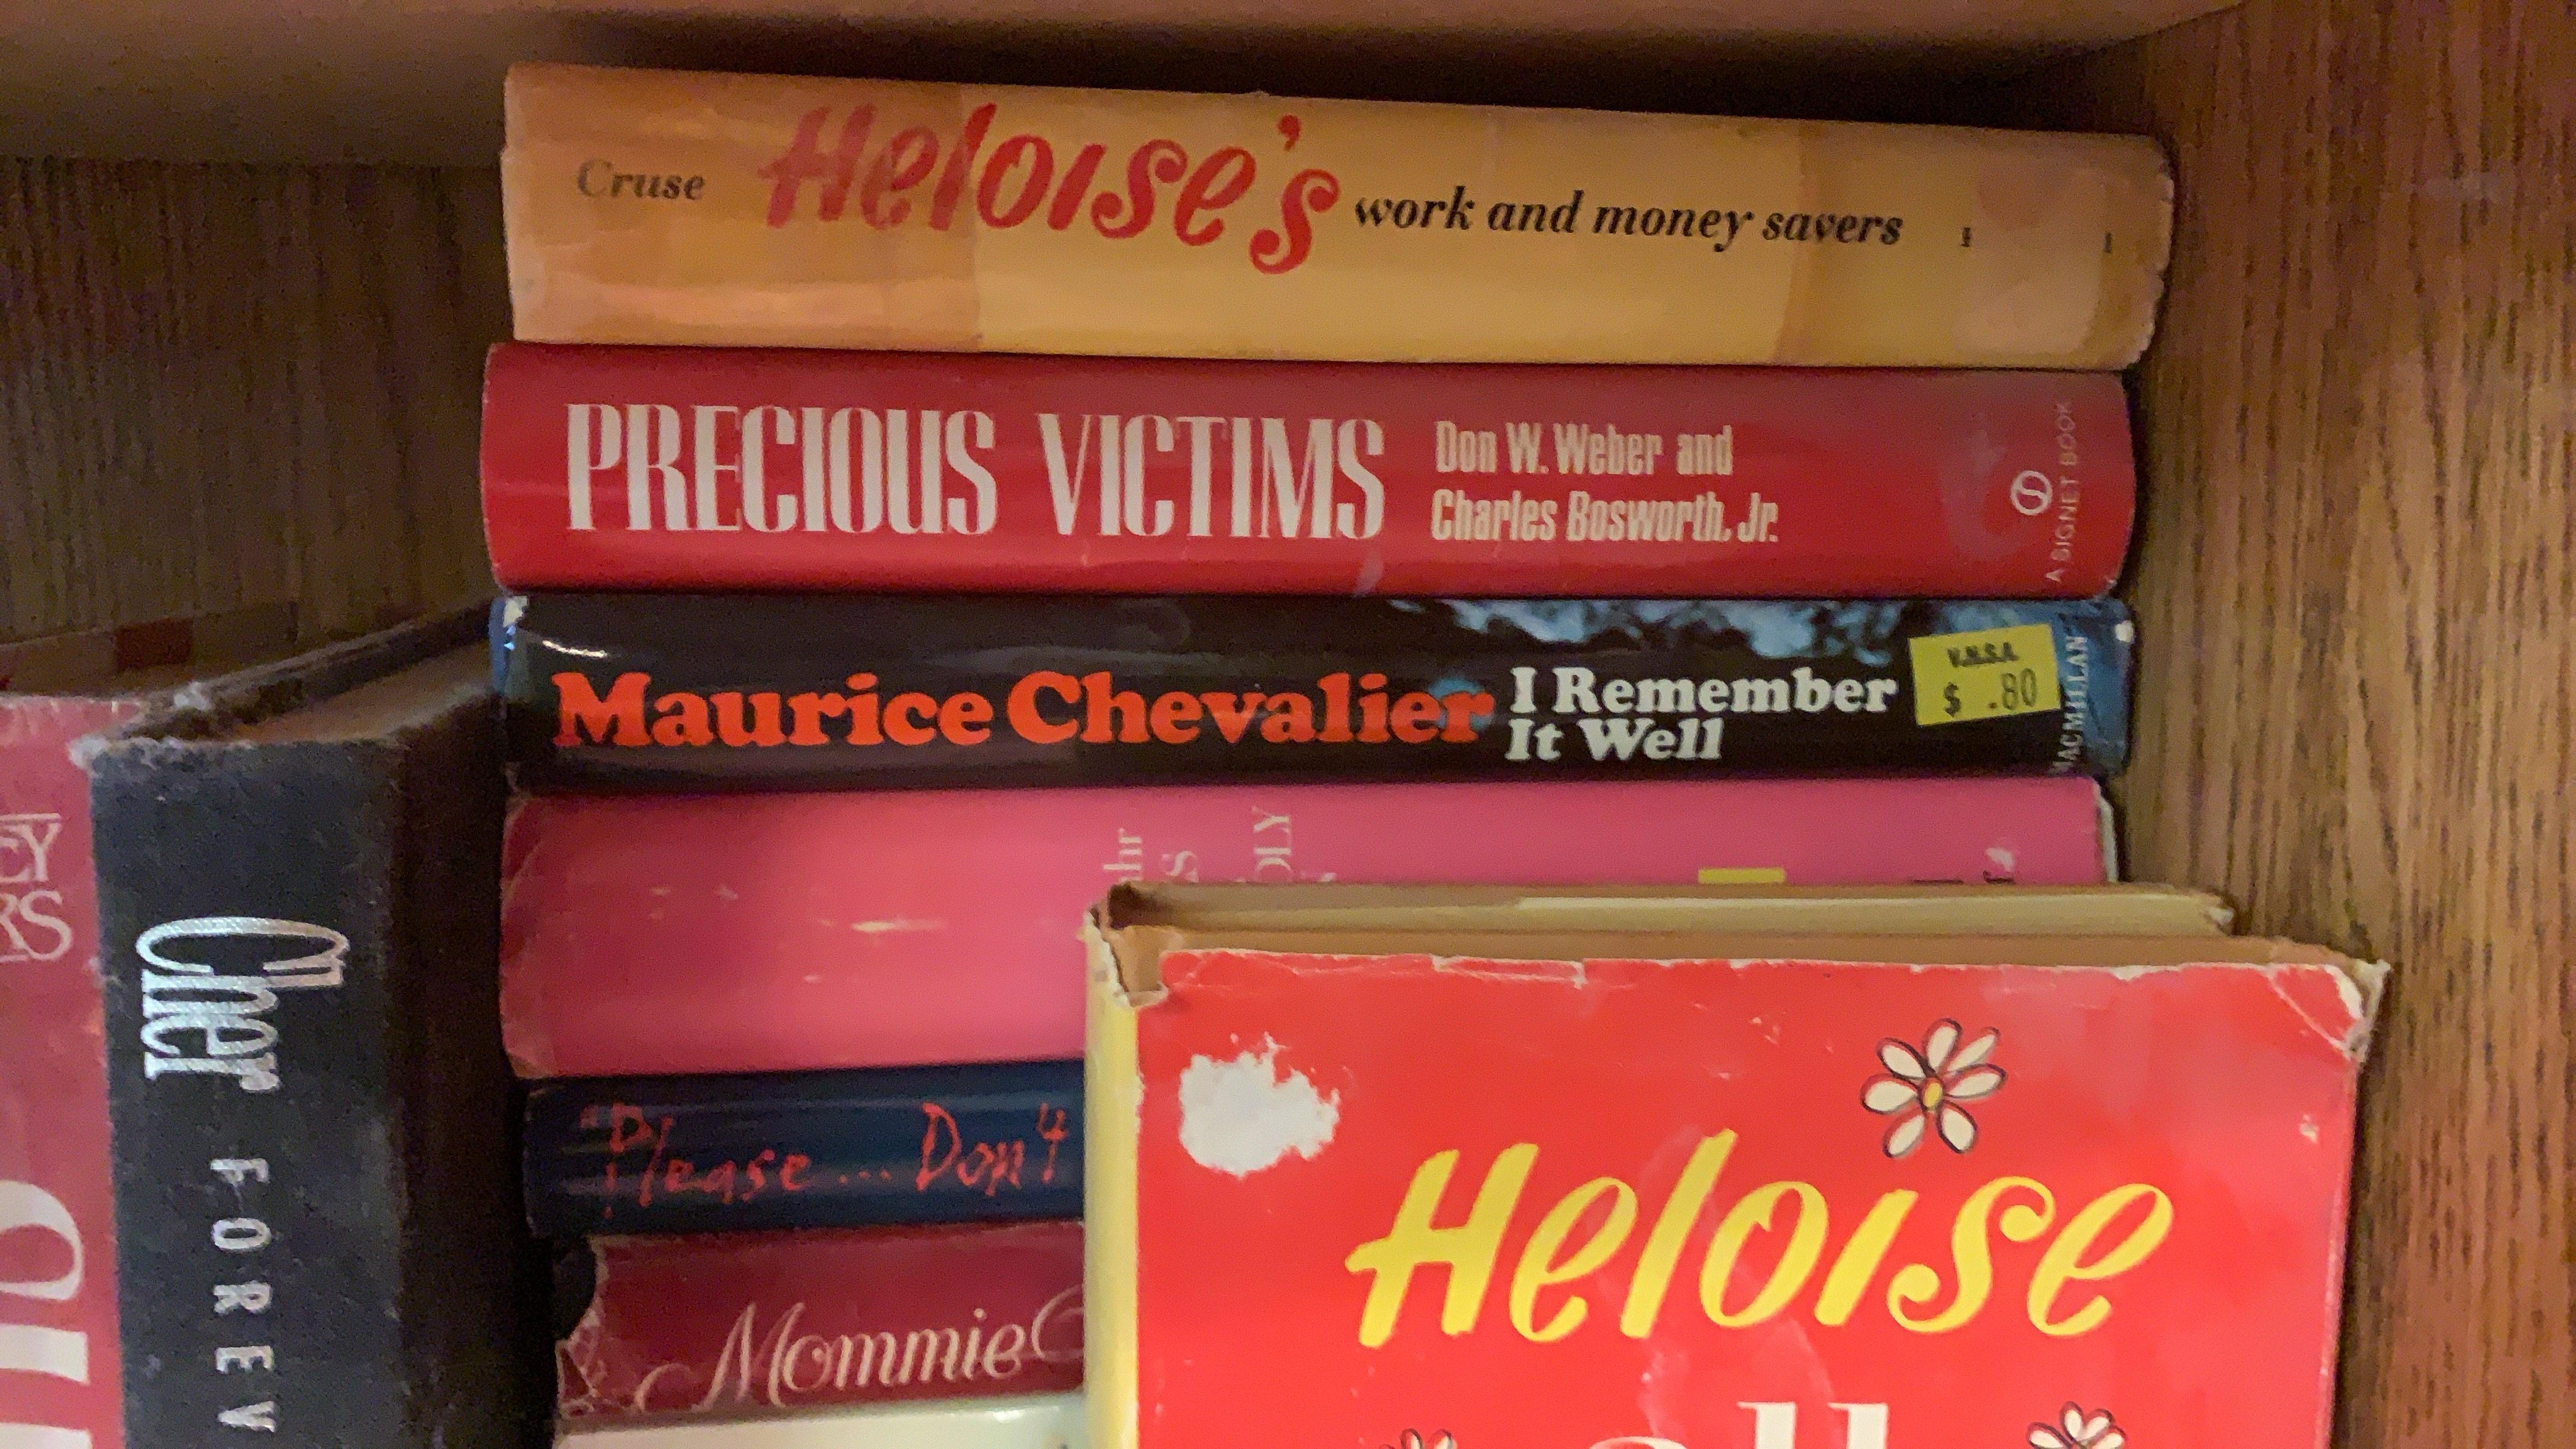 Cruse Heloise's work and money savers
PRECIOUS VICTIMS
Don W. Weber and
Charles Bosworth, Jr.
A SIGNET BOOK
Maurice Chevalier
I Remember
It Well
V.N.S.A.
$ .80
MACMILLAN
"Please... Don't
Mommie
Cher FOREV
Heloise
all